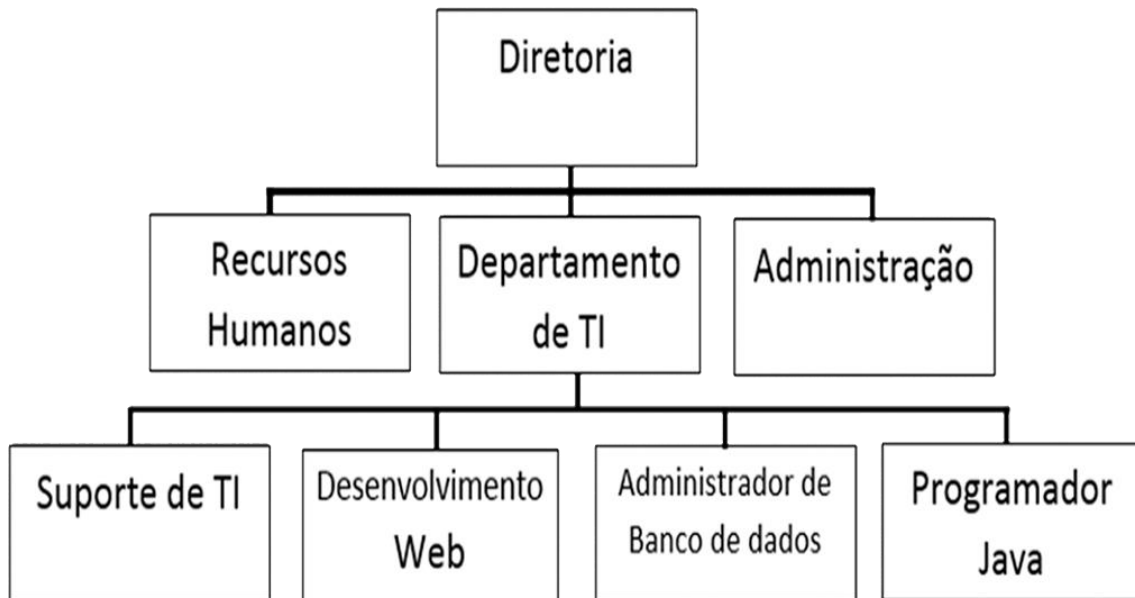 Diretoria
Recursos
Humanos
Departamento
de TI
Administração
Suporte de TI
Desenvolvimento
Web
Administrador de
Banco de dados
Programador
Java